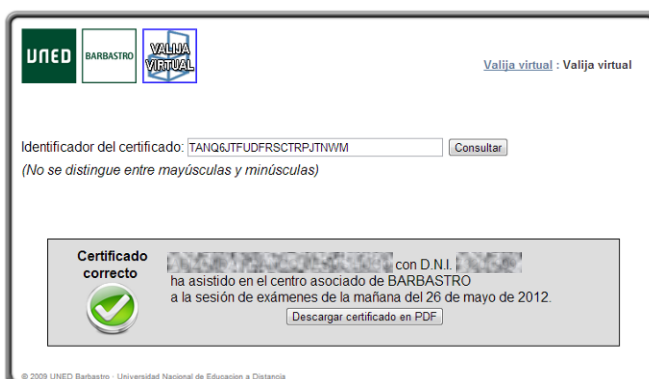 UNED
BARBASTRO
VALIJA
VIRTUAL
Valija virtual : Valija virtual
Identificador del certificado: TANQ6JTFUDFRSCTRPJTNWM Consultar
(No se distingue entre mayúsculas y minúsculas)
Certificado
correcto
con D.N.I.
ha asistido en el centro asociado de BARBASTRO
a la sesión de exámenes de la mañana del 26 de mayo de 2012.
Descargar certificado en PDF
© 2009 UNED Barbastro · Universidad Nacional de Educacion a Distancia